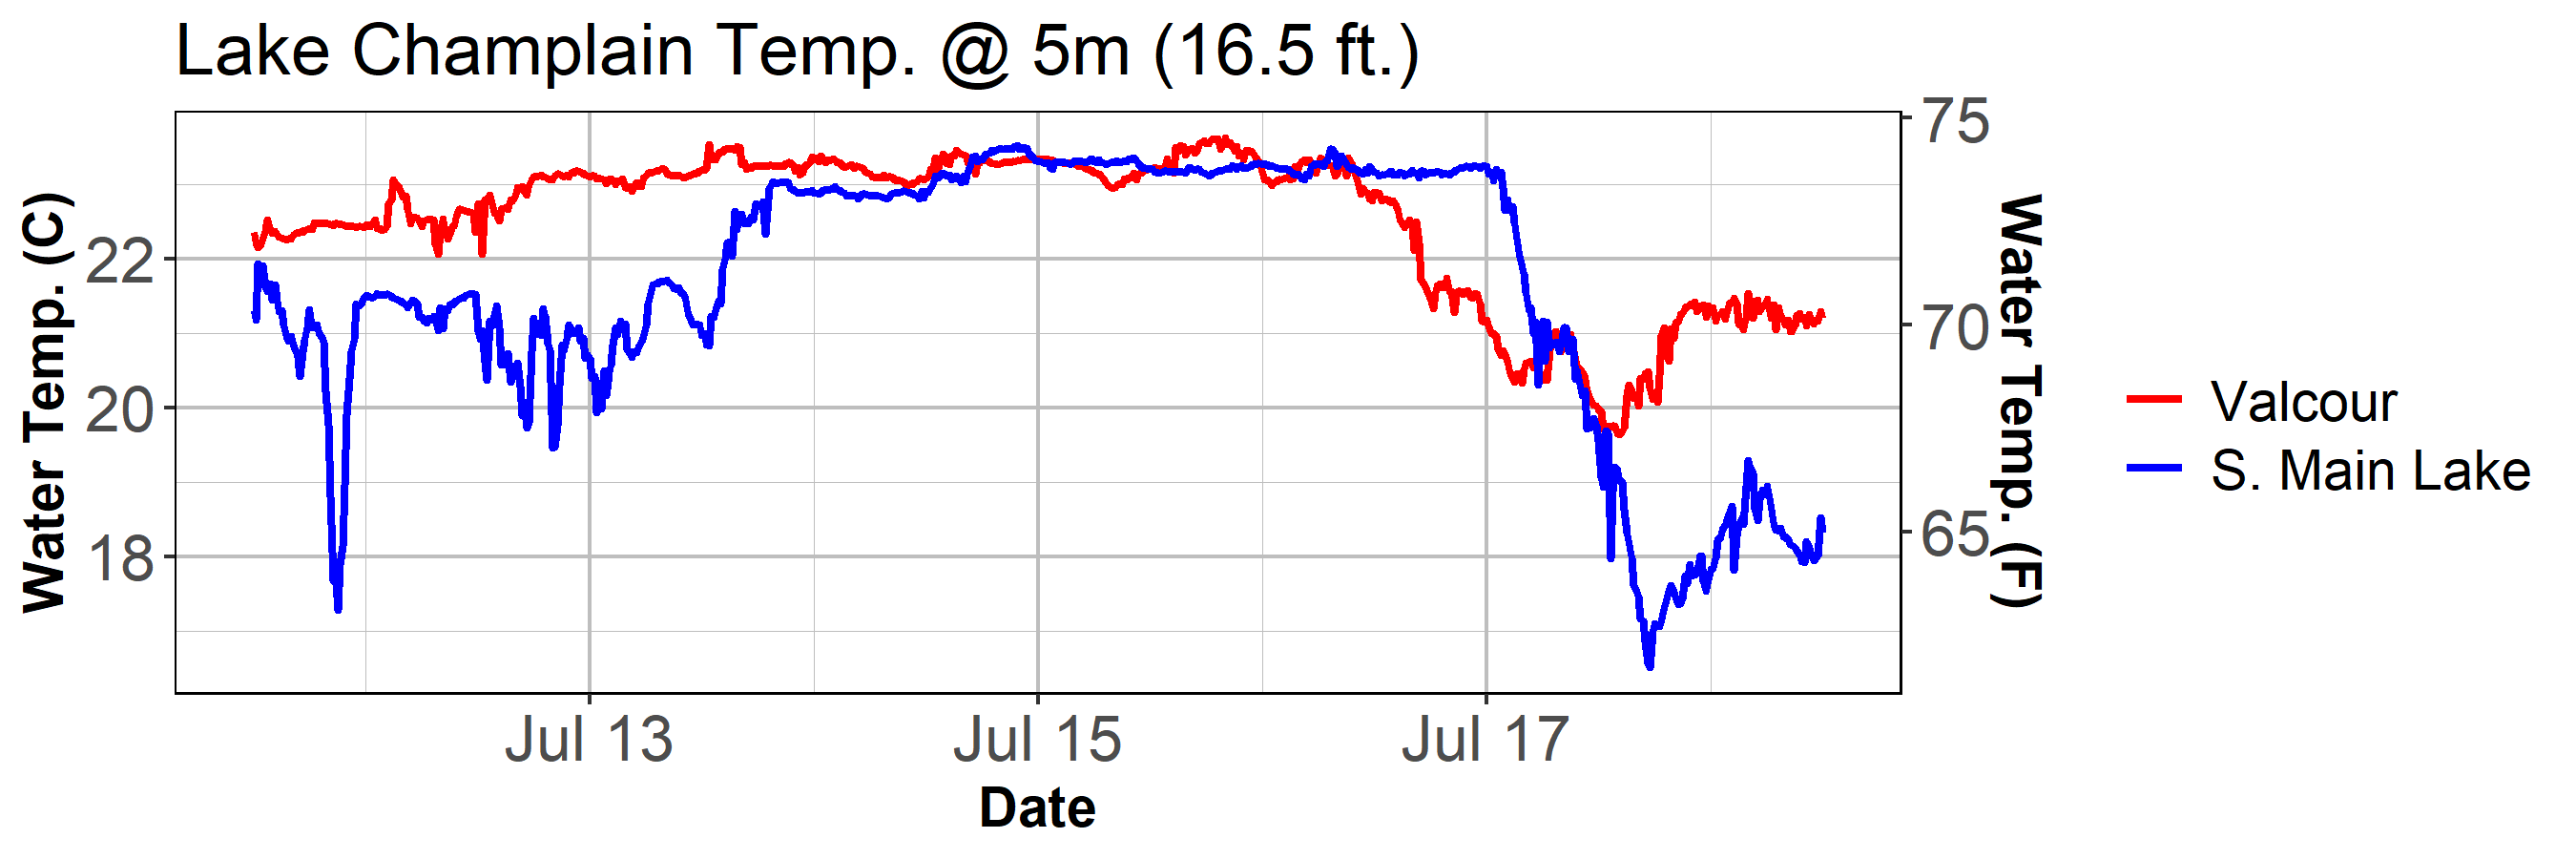 Lake Champlain Temp. @ 5m (16.5 ft.)
Water Temp. (C)
22
20
18
75
70
65
Water Temp. (F)
Jul 13
Jul 15
Jul 17
Date
Valcour
S. Main Lake